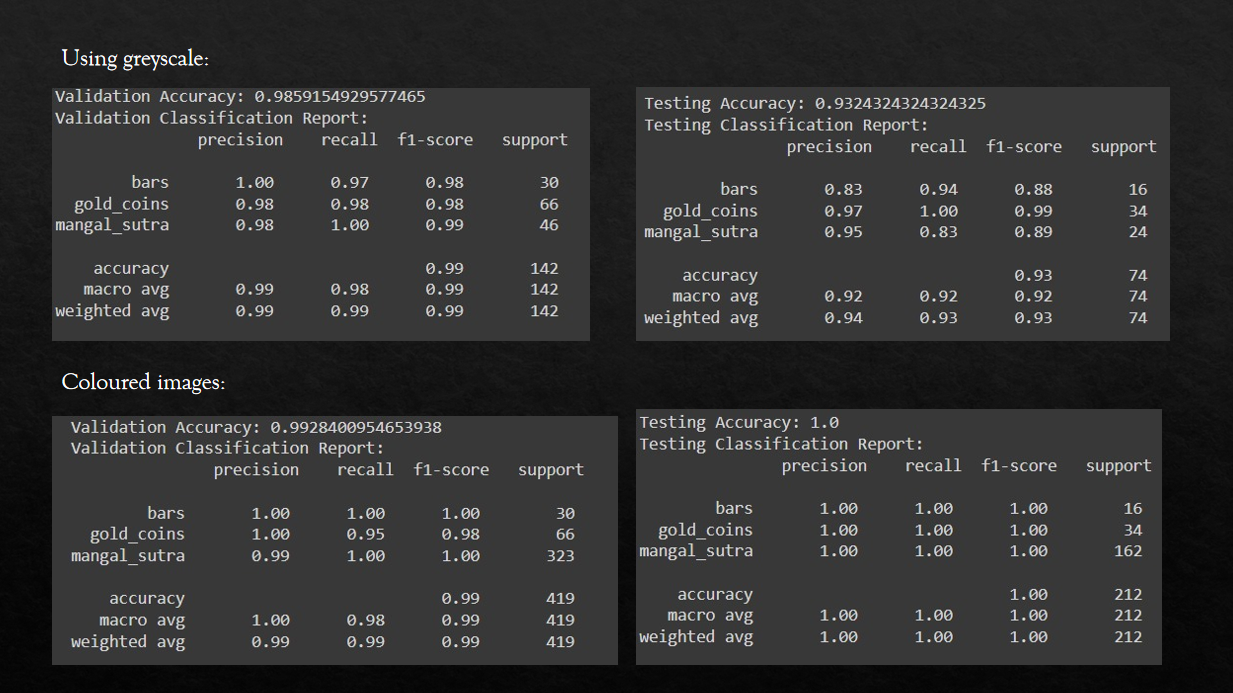 Using greyscale:
Validation Accuracy: 0.9859154929577465
Validation Classification Report:
precision recall f1-score support
bars 1.00 0.97 0.98 30
gold_coins 0.98 0.98 0.98 66
mangal_sutra 0.98 1.00 0.99 46
accuracy 0.99 142
macro avg 0.99 0.98 0.99 142
weighted avg 0.99 0.99 0.99 142
Testing Accuracy: 0.9324324324324325
Testing Classification Report:
precision recall f1-score support
bars 0.83 0.94 0.88 16
gold_coins 0.97 1.00 0.99 34
mangal_sutra 0.95 0.83 0.89 24
accuracy 0.93 74
macro avg 0.92 0.92 0.92 74
weighted avg 0.94 0.93 0.93 74
Coloured images:
Validation Accuracy: 0.9928400954653938
Validation Classification Report:
precision recall f1-score support
bars 1.00 1.00 1.00 30
gold_coins 1.00 0.95 0.98 66
mangal_sutra 0.99 1.00 1.00 323
accuracy 0.99 419
macro avg 1.00 0.98 0.99 419
weighted avg 0.99 0.99 0.99 419
Testing Accuracy: 1.0
Testing Classification Report:
precision recall f1-score support
bars 1.00 1.00 1.00 16
gold_coins 1.00 1.00 1.00 34
mangal_sutra 1.00 1.00 1.00 162
accuracy 1.00 212
macro avg 1.00 1.00 1.00 212
weighted avg 1.00 1.00 1.00 212